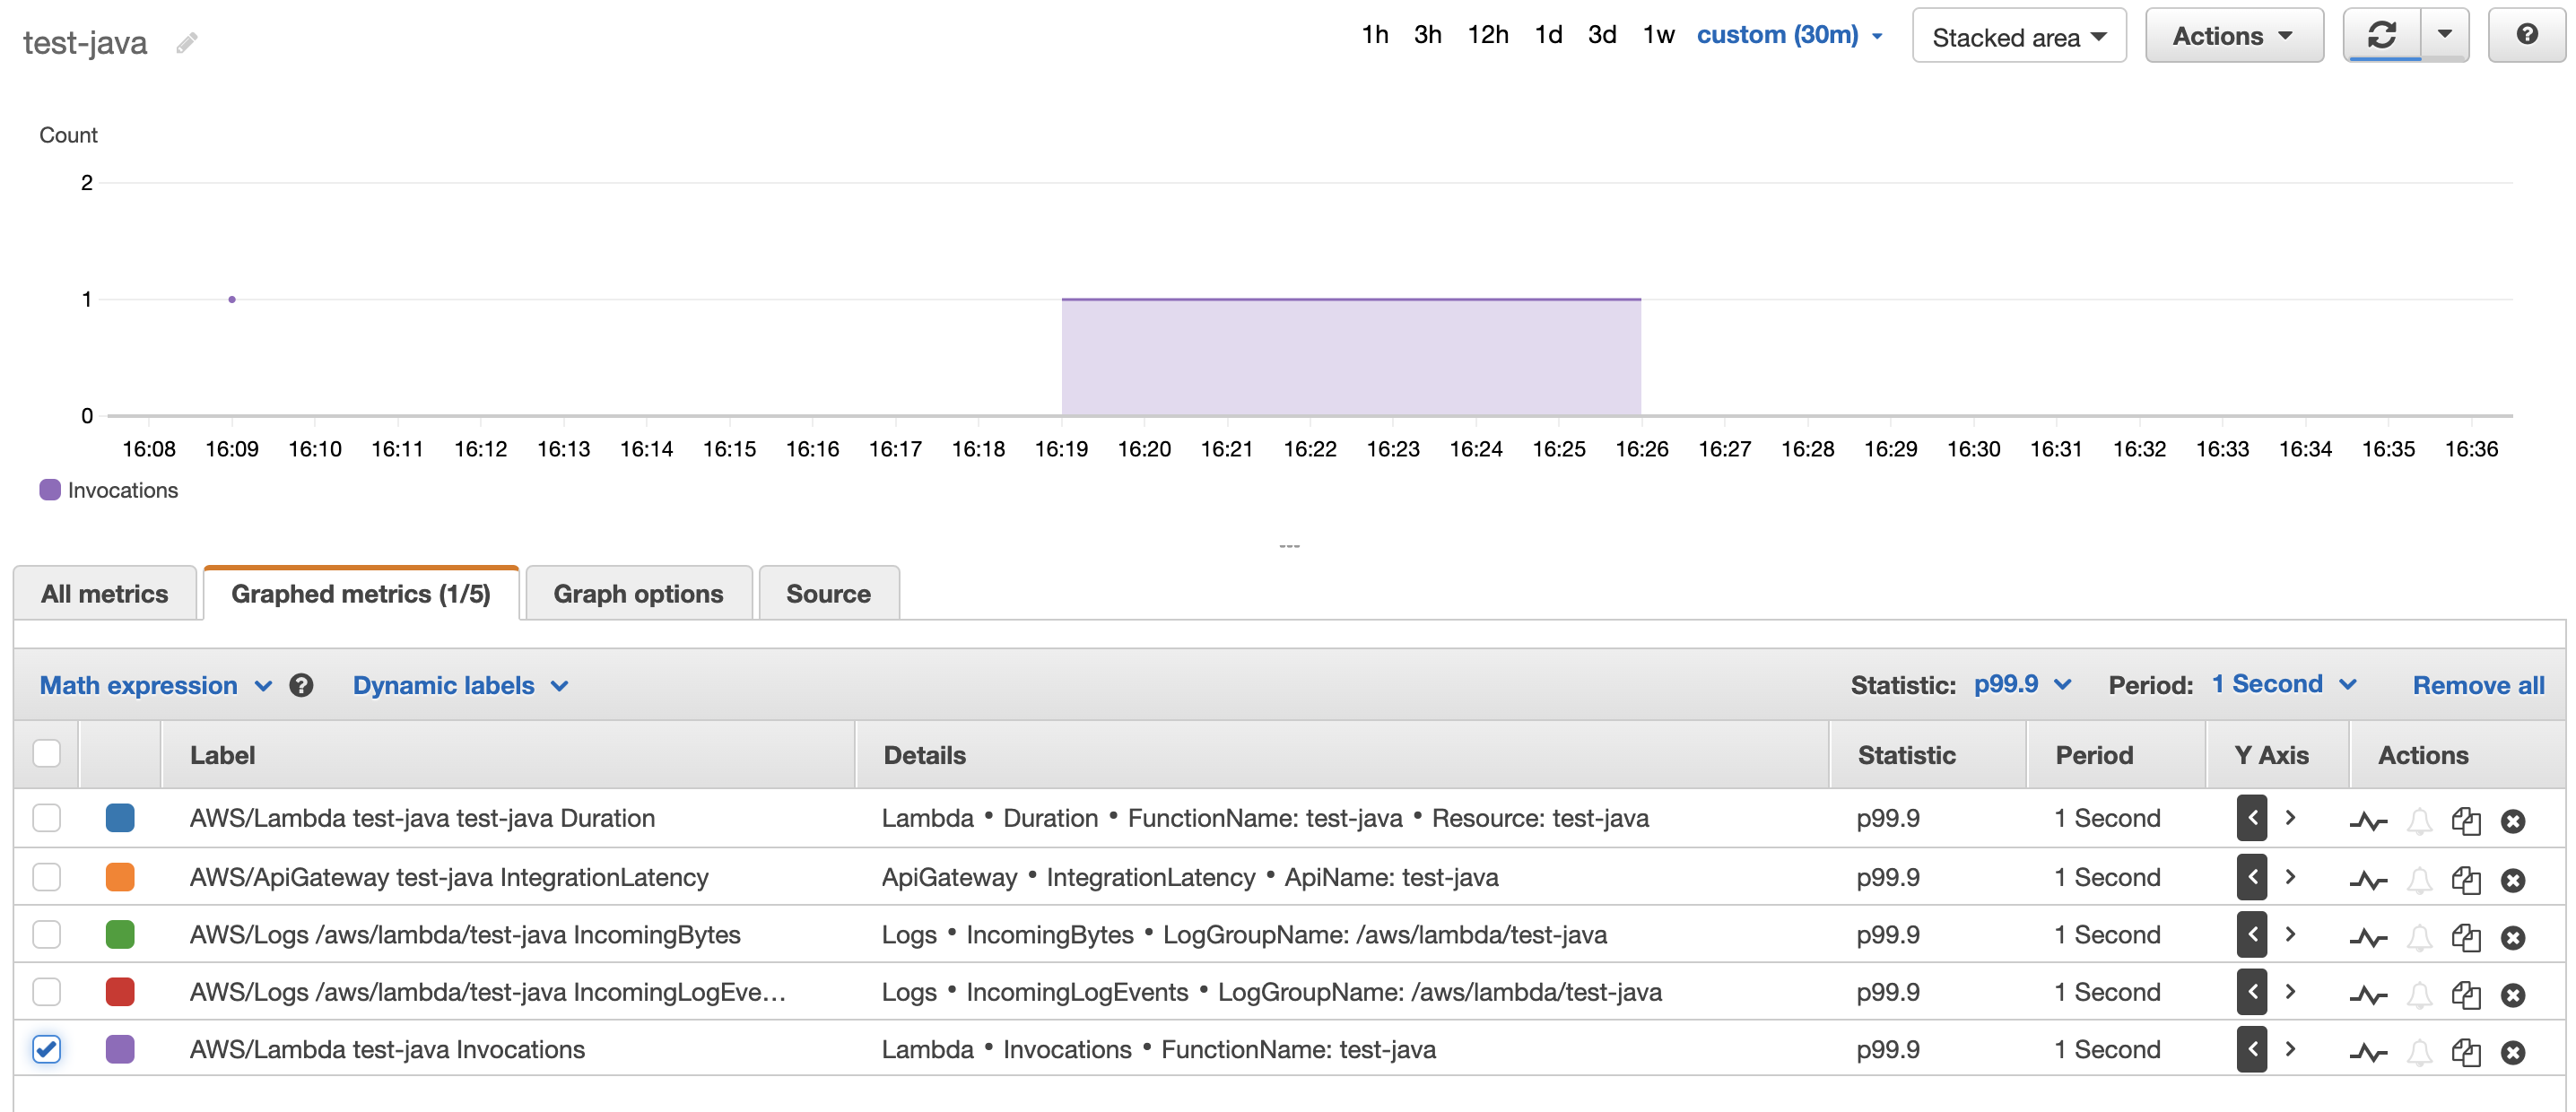 test-java
1h 3h 12h 1d 3d 1w custom (30m) Stacked area Actions
Count
2
1
0
16:08 16:09 16:10 16:11 16:12 16:13 16:14 16:15 16:16 16:17 16:18 16:19 16:20 16:21 16:22 16:23 16:24 16:25 16:26 16:27 16:28 16:29 16:30 16:31 16:32 16:33 16:34 16:35 16:36
Invocations
All metrics Graphed metrics (1/5) Graph options Source
Math expression Dynamic labels Statistic: p99.9 Period: 1 Second Remove all
Label Details Statistic Period Y Axis Actions
AWS/Lambda test-java test-java Duration Lambda • Duration • FunctionName: test-java • Resource: test-java p99.9 1 Second
AWS/ApiGateway test-java IntegrationLatency ApiGateway • IntegrationLatency • ApiName: test-java p99.9 1 Second
AWS/Logs /aws/lambda/test-java IncomingBytes Logs • IncomingBytes • LogGroupName: /aws/lambda/test-java p99.9 1 Second
AWS/Logs /aws/lambda/test-java IncomingLogEve... Logs • IncomingLogEvents • LogGroupName: /aws/lambda/test-java p99.9 1 Second
AWS/Lambda test-java Invocations Lambda • Invocations • FunctionName: test-java p99.9 1 Second